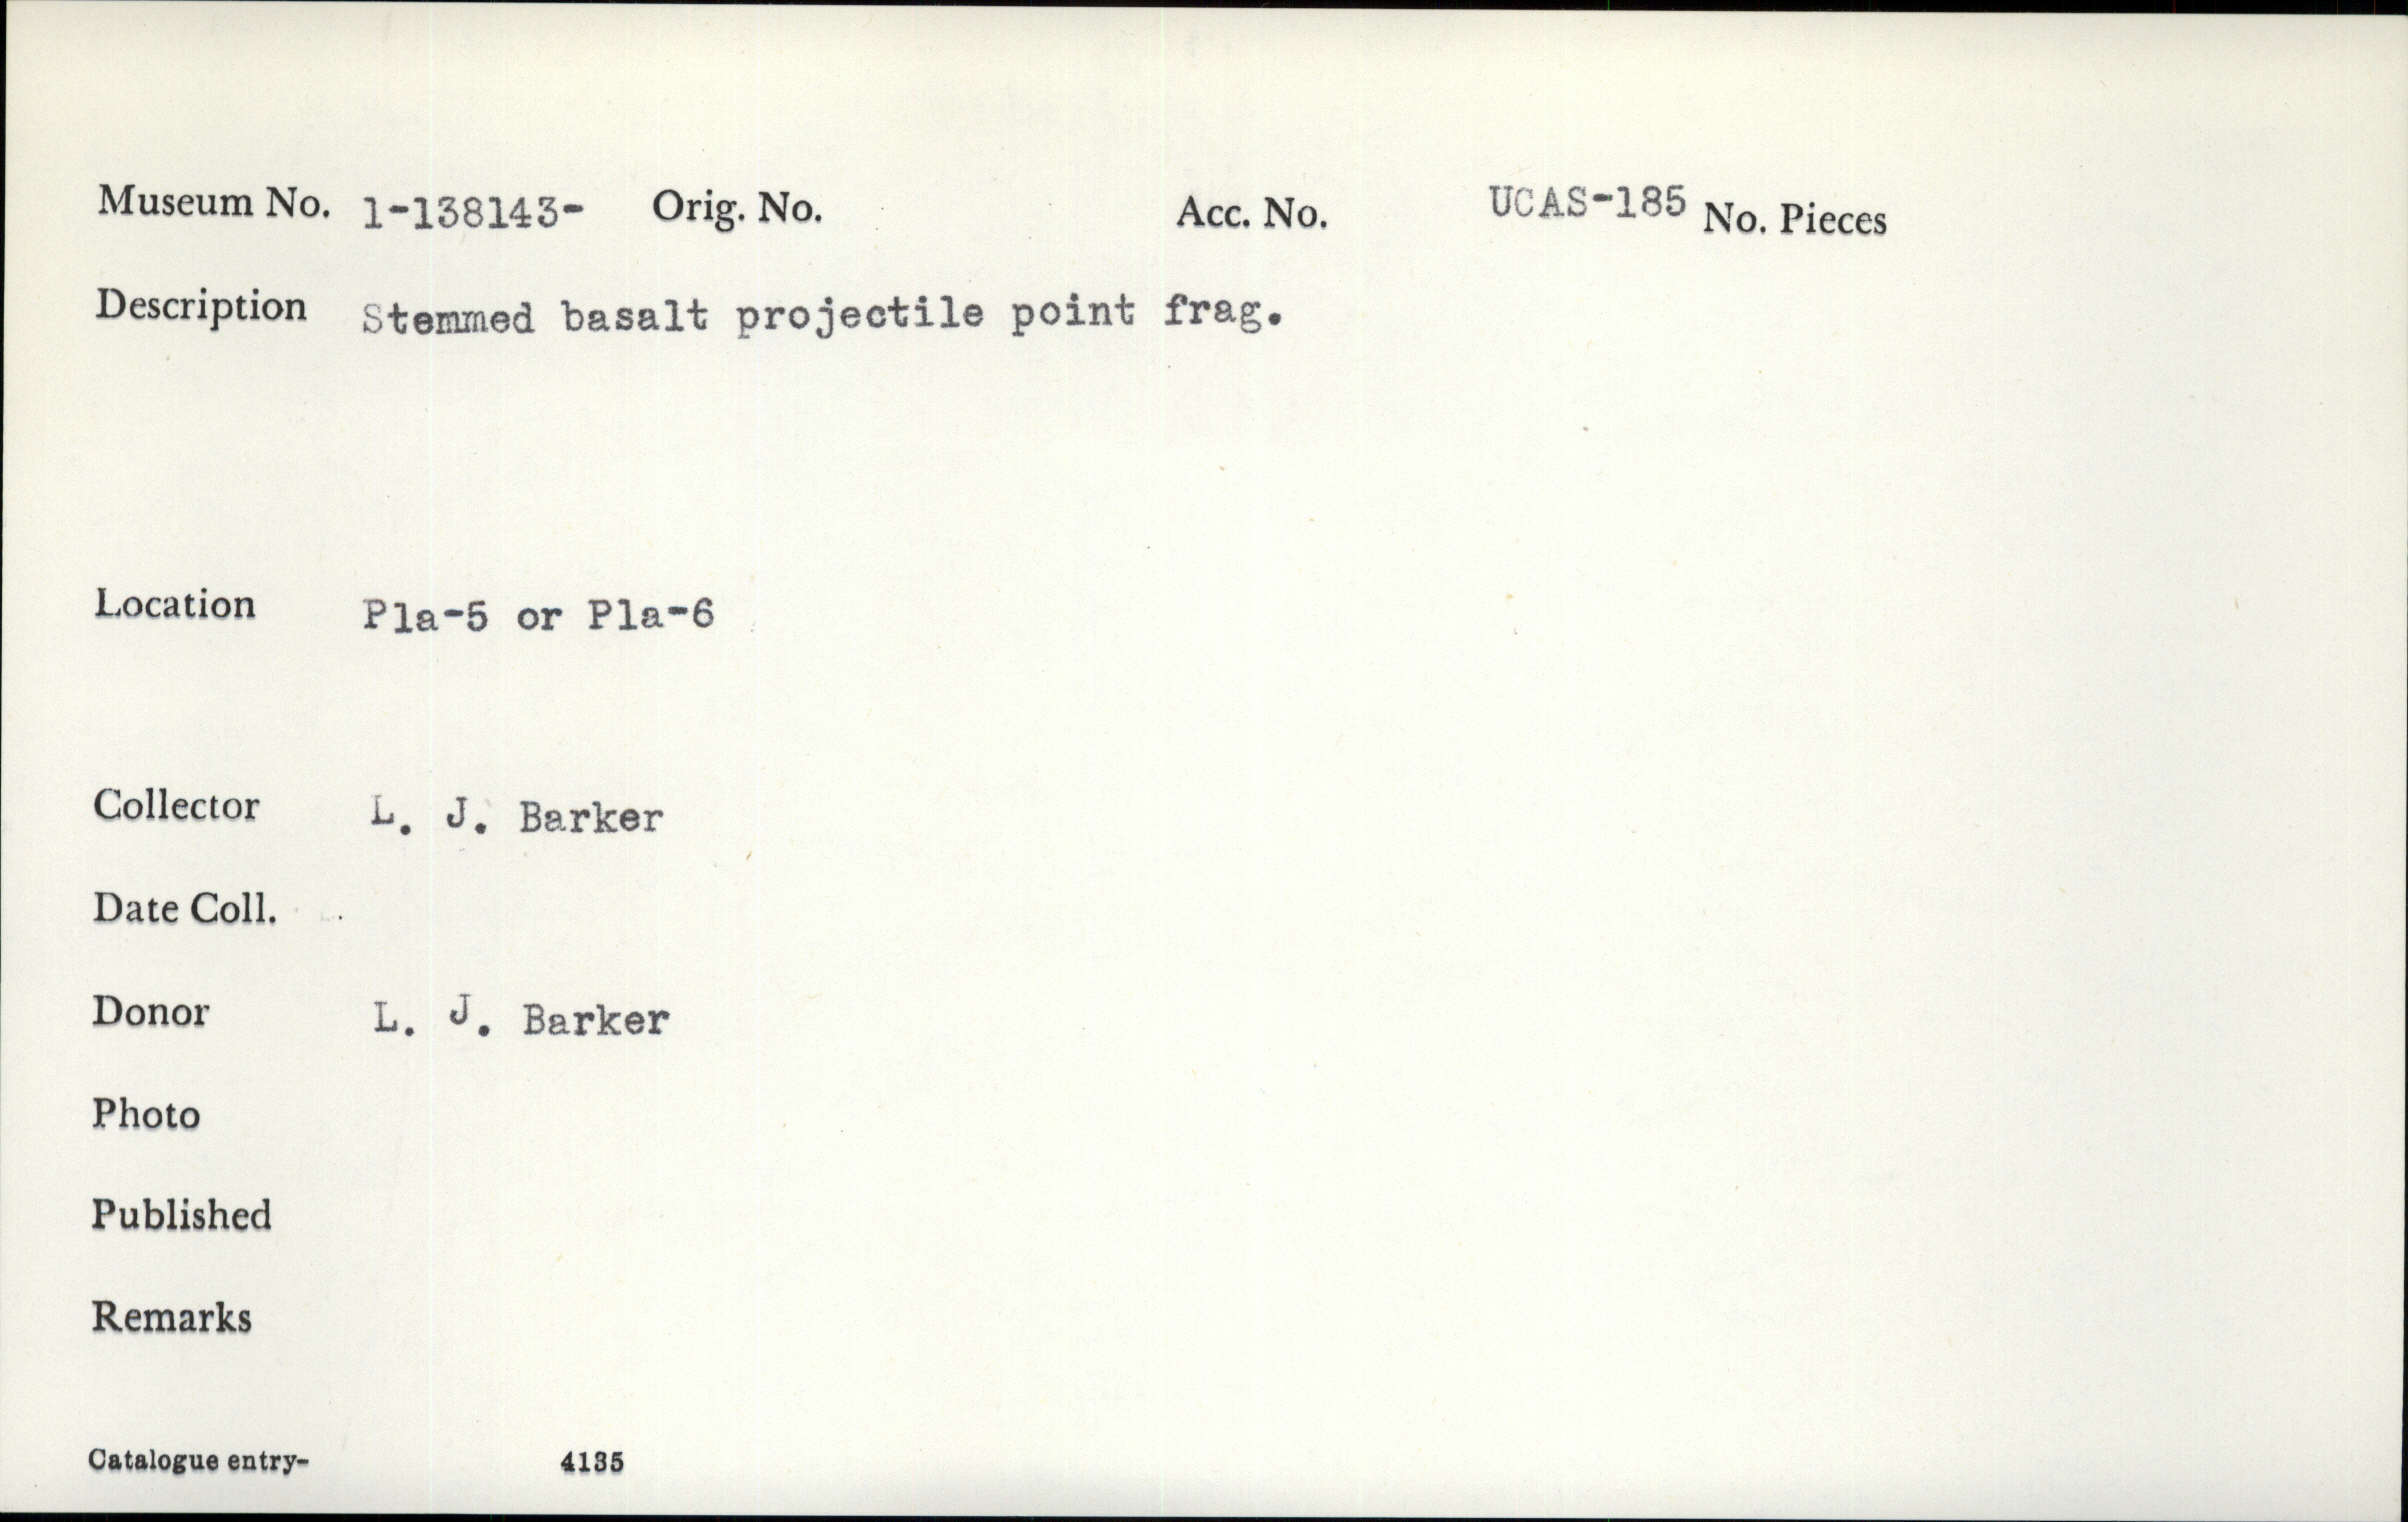 Museum No. 1-138143- Orig. No. Acc. No. UCAS-185 No. Pieces
Description Stemmed basalt projectile point frag.
Location Pla-5 or Pla-6
Collector L. J. Barker
Date Coll.
Donor L. J. Barker
Photo
Published
Remarks
Catalogue entry- 4135